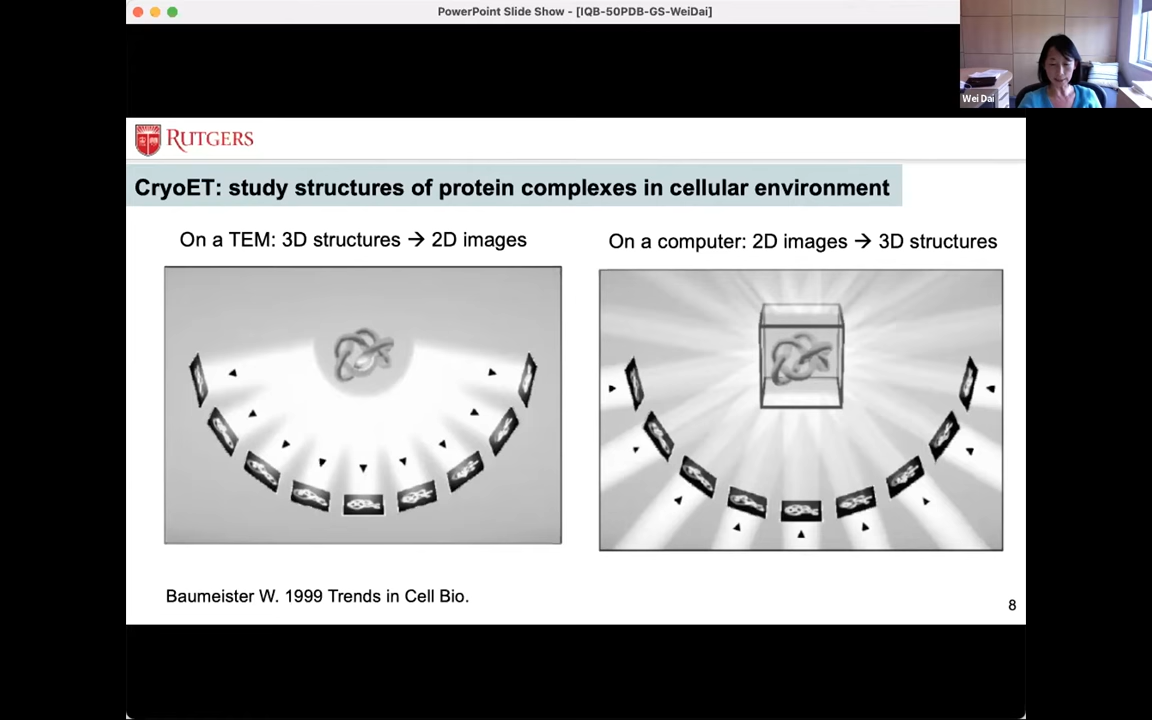 PowerPoint Slide Show - [IQB-50PDB-GS-WeiDai]
Wei Dai
RUTGERS
CryoET: study structures of protein complexes in cellular environment
On a TEM: 3D structures → 2D images
On a computer: 2D images → 3D structures
Baumeister W. 1999 Trends in Cell Bio.
8